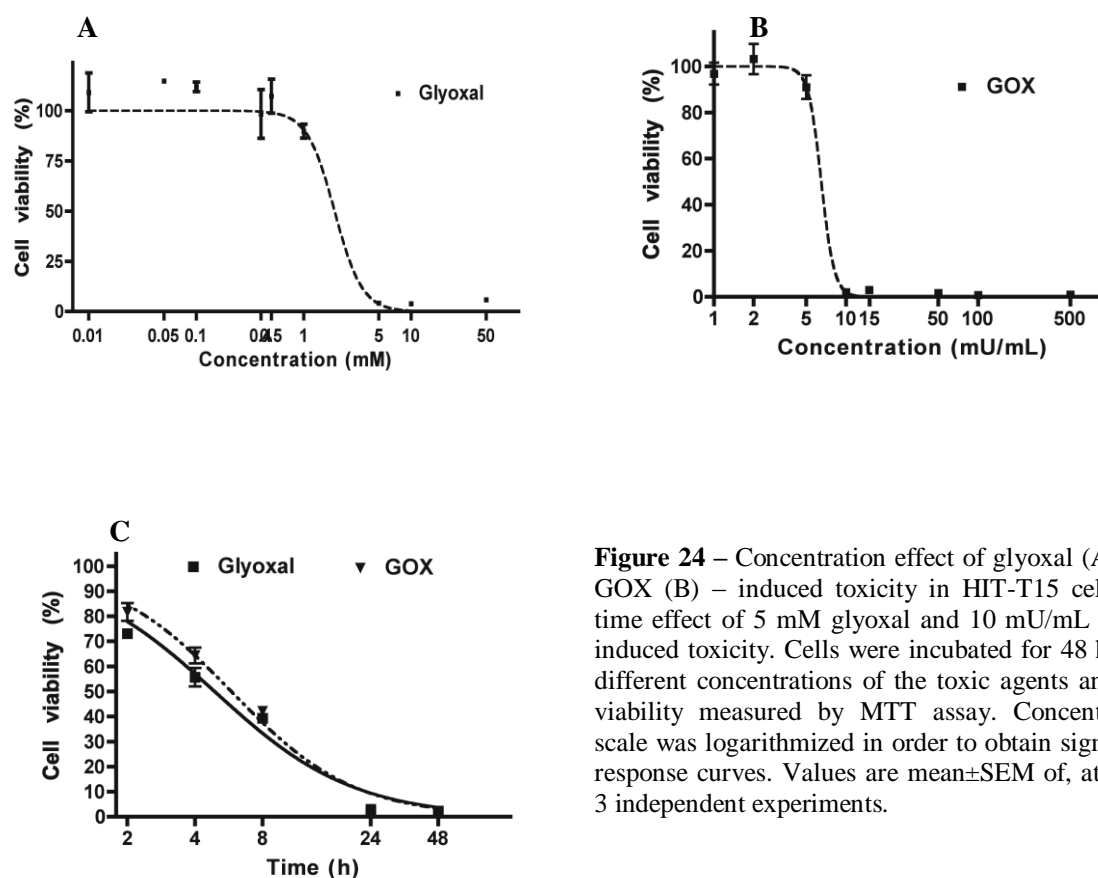 A
B
Cell viability (%)
100
75
50
25
0
Glyoxal
0.01 0.05 0.1 1 5 10 50
Concentration (mM)
Cell viability (%)
100
80
60
40
20
0
GOX
1 2 5 10 15 50 100 500
Concentration (mU/mL)
C
Cell viability (%)
100
90
80
70
60
50
40
30
20
10
0
Glyoxal GOX
2 4 8 24 48
Time (h)
Figure 24 – Concentration effect of glyoxal (A
GOX (B) – induced toxicity in HIT-T15 cel
time effect of 5 mM glyoxal and 10 mU/mL
induced toxicity. Cells were incubated for 48 h
different concentrations of the toxic agents an
viability measured by MTT assay. Concent
scale was logarithmized in order to obtain sign
response curves. Values are mean±SEM of, at
3 independent experiments.